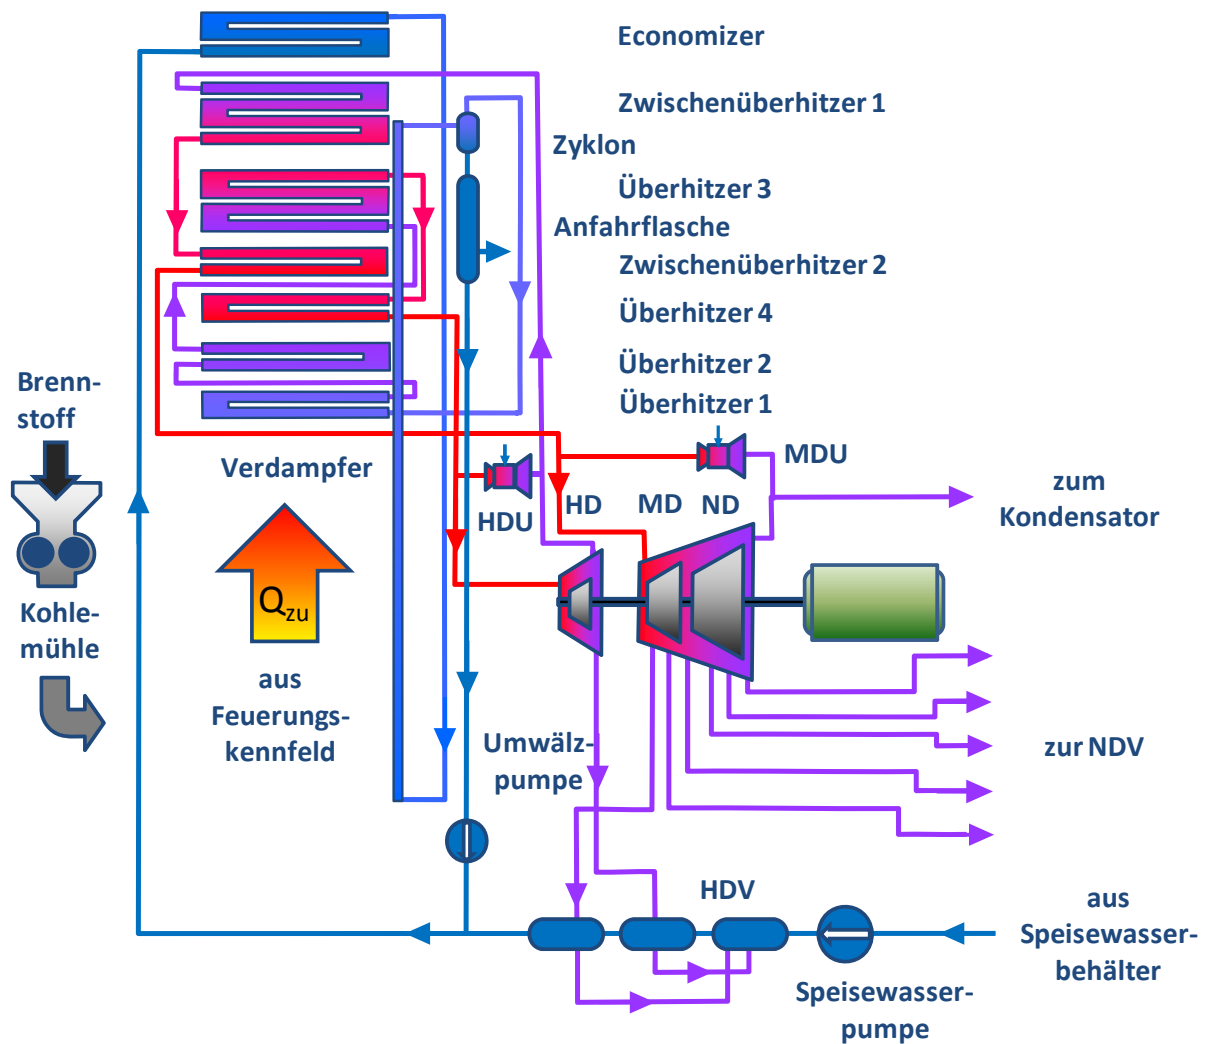 Economizer
Zwischenüberhitzer 1
Zyklon
Überhitzer 3
Anfahrflasche
Zwischenüberhitzer 2
Überhitzer 4
Überhitzer 2
Überhitzer 1
Brenn-
stoff
Verdampfer
HDU
HD
MD
ND
MDU
zum
Kondensator
Kohle-
mühle
Qzu
aus
Feuerungs-
kennfeld
Umwälz-
pumpe
zur NDV
HDV
aus
Speisewasser-
behälter
Speisewasser-
pumpe